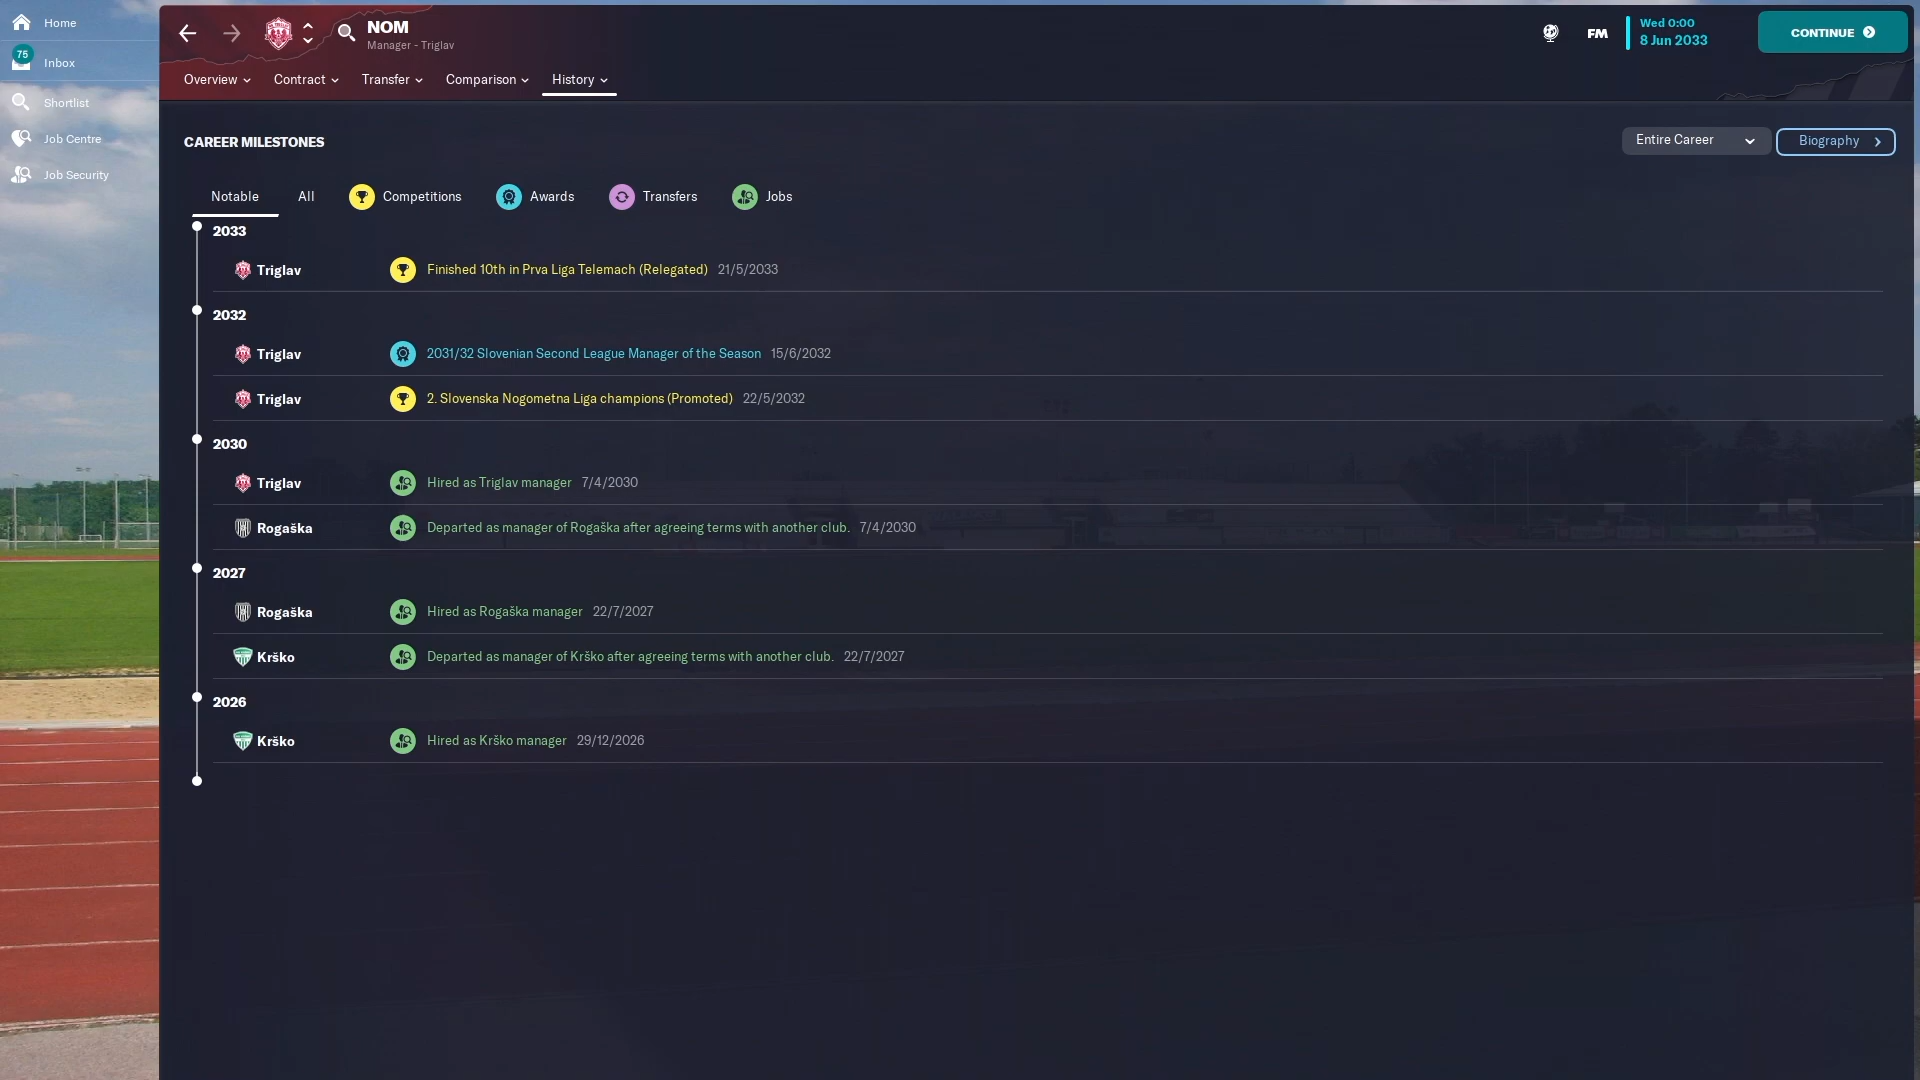 Home
75
Inbox
Shortlist
Job Centre
Job Security
NOM
Manager - Triglav
FM
Wed 0:00
8 Jun 2033
CONTINUE
Overview
Contract
Transfer
Comparison
History
CAREER MILESTONES
Entire Career
Biography
Notable
All
Competitions
Awards
Transfers
Jobs
2033
Triglav Finished 10th in Prva Liga Telemach (Relegated) 21/5/2033
2032
Triglav 2031/32 Slovenian Second League Manager of the Season 15/6/2032
Triglav 2. Slovenska Nogometna Liga champions (Promoted) 22/5/2032
2030
Triglav Hired as Triglav manager 7/4/2030
Rogaška Departed as manager of Rogaška after agreeing terms with another club. 7/4/2030
2027
Rogaška Hired as Rogaška manager 22/7/2027
Krško Departed as manager of Krško after agreeing terms with another club. 22/7/2027
2026
Krško Hired as Krško manager 29/12/2026